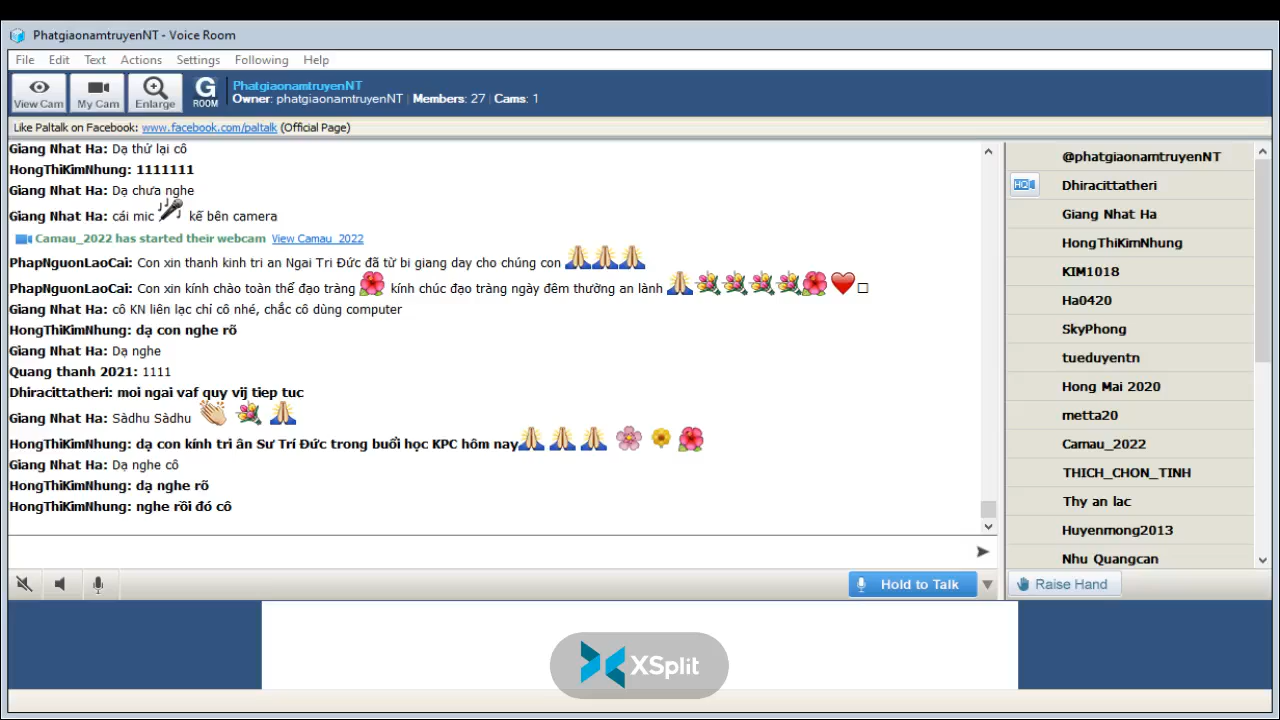 PhatgiaonamtruyenNT - Voice Room
File Edit Text Actions Settings Following Help
View Cam My Cam Enlarge G ROOM
PhatgiaonamtruyenNT
Owner: phatgiaonamtruyenNT | Members: 27 | Cams: 1
Like Paltalk on Facebook: www.facebook.com/paltalk (Official Page)
Giang Nhat Ha: Dạ thứ lại cô
HongThiKimNhung: 1111111
Giang Nhat Ha: Dạ chưa nghe
Giang Nhat Ha: cái mic kế bên camera
Camau_2022 has started their webcam View Camau_2022
PhapNguonLaoCai: Con xin thanh kinh tri an Ngai Tri Đức đã từ bi giang day cho chúng con
PhapNguonLaoCai: Con xin kính chào toàn thể đạo tràng kính chúc đạo tràng ngày đêm thường an lành
Giang Nhat Ha: cô KN liên lạc chỉ cô nhé, chắc cô dùng computer
HongThiKimNhung: dạ con nghe rõ
Giang Nhat Ha: Dạ nghe
Quang thanh 2021: 1111
Dhiracittatheri: moi ngai vaf quy vij tiep tuc
Giang Nhat Ha: Sàdhu Sàdhu
HongThiKimNhung: dạ con kính tri ân Sư Trí Đức trong buổi học KPC hôm nay
Giang Nhat Ha: Dạ nghe cô
HongThiKimNhung: dạ nghe rõ
HongThiKimNhung: nghe rồi đó cô
@phatgiaonamtruyenNT
HD
Dhiracittatheri
Giang Nhat Ha
HongThiKimNhung
KIM1018
Ha0420
SkyPhong
tueduyentn
Hong Mai 2020
metta20
Camau_2022
THICH_CHON_TINH
Thy an lac
Huyenmong2013
Nhu Quangcan
Hold to Talk
Raise Hand
XSplit